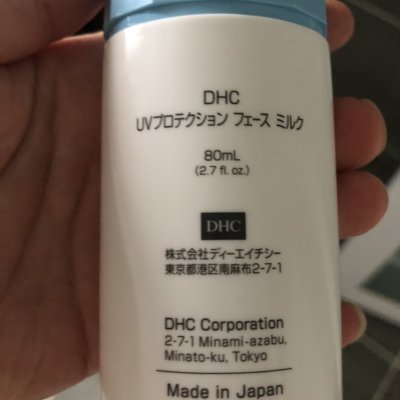 DHC
UVプロテクション フェース ミルク
80mL
(2.7 fl. oz.)
DHC
株式会社ディーエイチシー
東京都港区南麻布2-7-1
DHC Corporation
2-7-1 Minami-azabu,
Minato-ku, Tokyo
Made in Japan